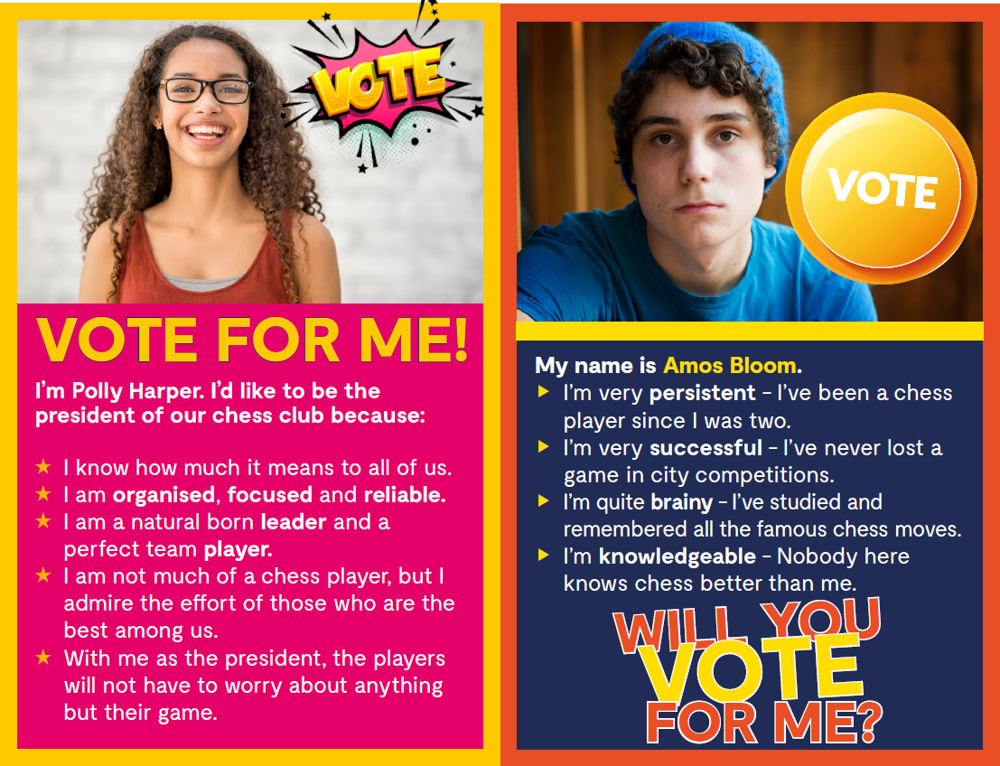 VOTE
VOTE FOR ME!
I'm Polly Harper. I'd like to be the
president of our chess club because:
★ I know how much it means to all of us.
★ I am organised, focused and reliable.
★ I am a natural born leader and a
perfect team player.
★ I am not much of a chess player, but I
admire the effort of those who are the
best among us.
★ With me as the president, the players
will not have to worry about anything
but their game.
VOTE
My name is Amos Bloom.
▶ I'm very persistent – I've been a chess
player since I was two.
▶ I'm very successful – I've never lost a
game in city competitions.
▶ I'm quite brainy – I've studied and
remembered all the famous chess moves.
▶ I'm knowledgeable – Nobody here
knows chess better than me.
WILL YOU
VOTE
FOR ME?